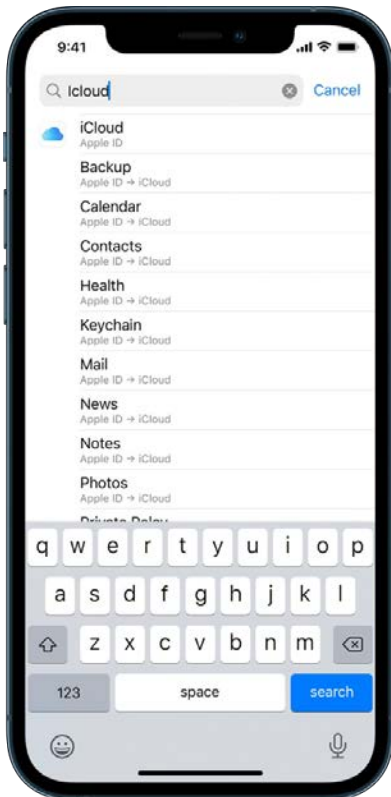 9:41
Icloud
Cancel
iCloud
Apple ID
Backup
Apple ID → iCloud
Calendar
Apple ID → iCloud
Contacts
Apple ID → iCloud
Health
Apple ID → iCloud
Keychain
Apple ID → iCloud
Mail
Apple ID → iCloud
News
Apple ID → iCloud
Notes
Apple ID → iCloud
Photos
Apple ID → iCloud
Private Relay
q w e r t y u i o p
a s d f g h j k l
z x c v b n m
123 space search